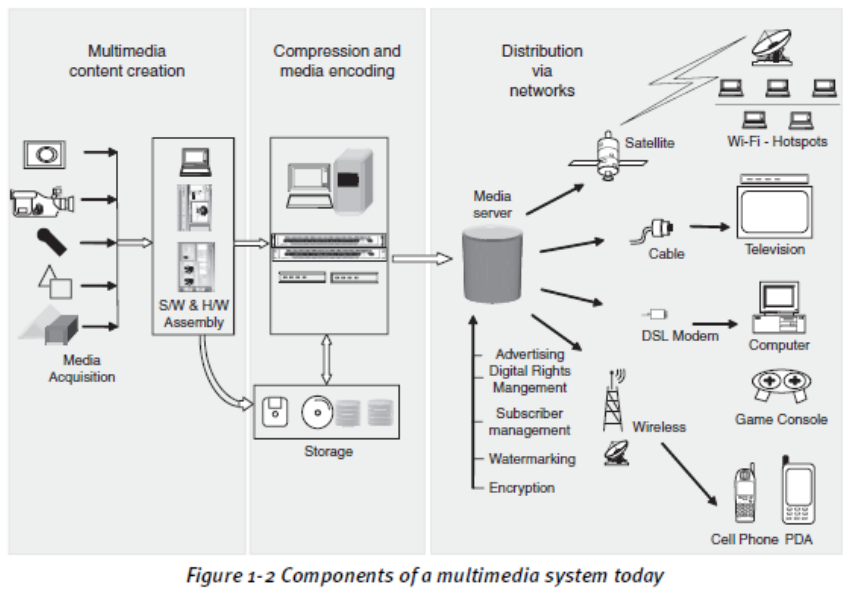 Multimedia
content creation
Compression and
media encoding
Distribution
via
networks
Satellite
Wi-Fi - Hotspots
Media
server
Cable
Television
S/W & H/W
Assembly
DSL Modem
Computer
Media
Acquisition
Advertising
Digital Rights
Mangement
Game Console
Subscriber
management
Wireless
Storage
Watermarking
Encryption
Cell Phone PDA
Figure 1-2 Components of a multimedia system today